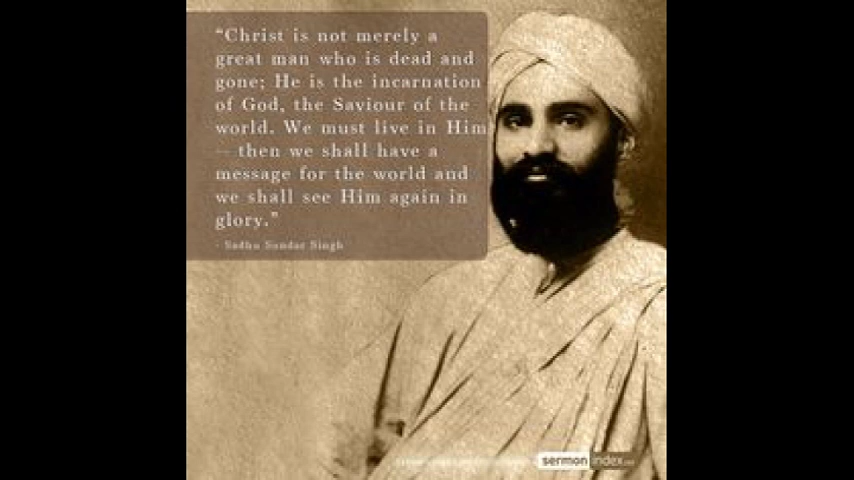 “Christ is not merely a
great man who is dead and
gone; He is the incarnation
of God, the Saviour of the
world. We must live in Him
— then we shall have a
message for the world and
we shall see Him again in
glory.”
- Sadhu Sundar Singh
sermon index